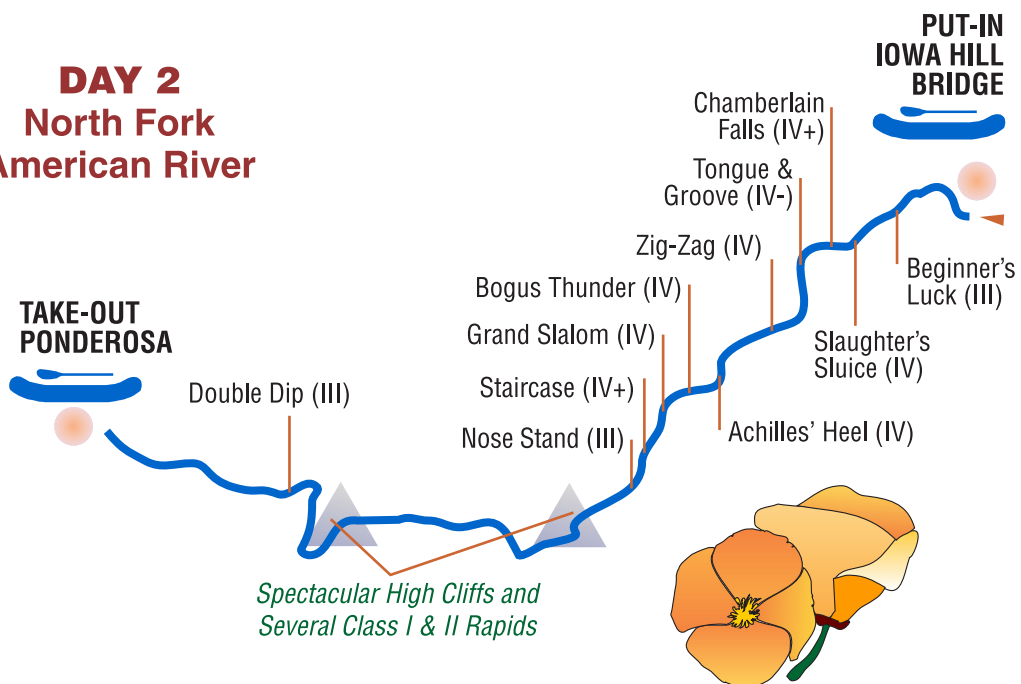 DAY 2
North Fork
American River
PUT-IN
IOWA HILL
BRIDGE
Chamberlain
Falls (IV+)
Tongue &
Groove (IV-)
Zig-Zag (IV)
Bogus Thunder (IV)
Grand Slalom (IV)
Staircase (IV+)
Nose Stand (III)
Beginner's
Luck (III)
Slaughter's
Sluice (IV)
Achilles' Heel (IV)
TAKE-OUT
PONDEROSA
Double Dip (III)
Spectacular High Cliffs and
Several Class I & II Rapids